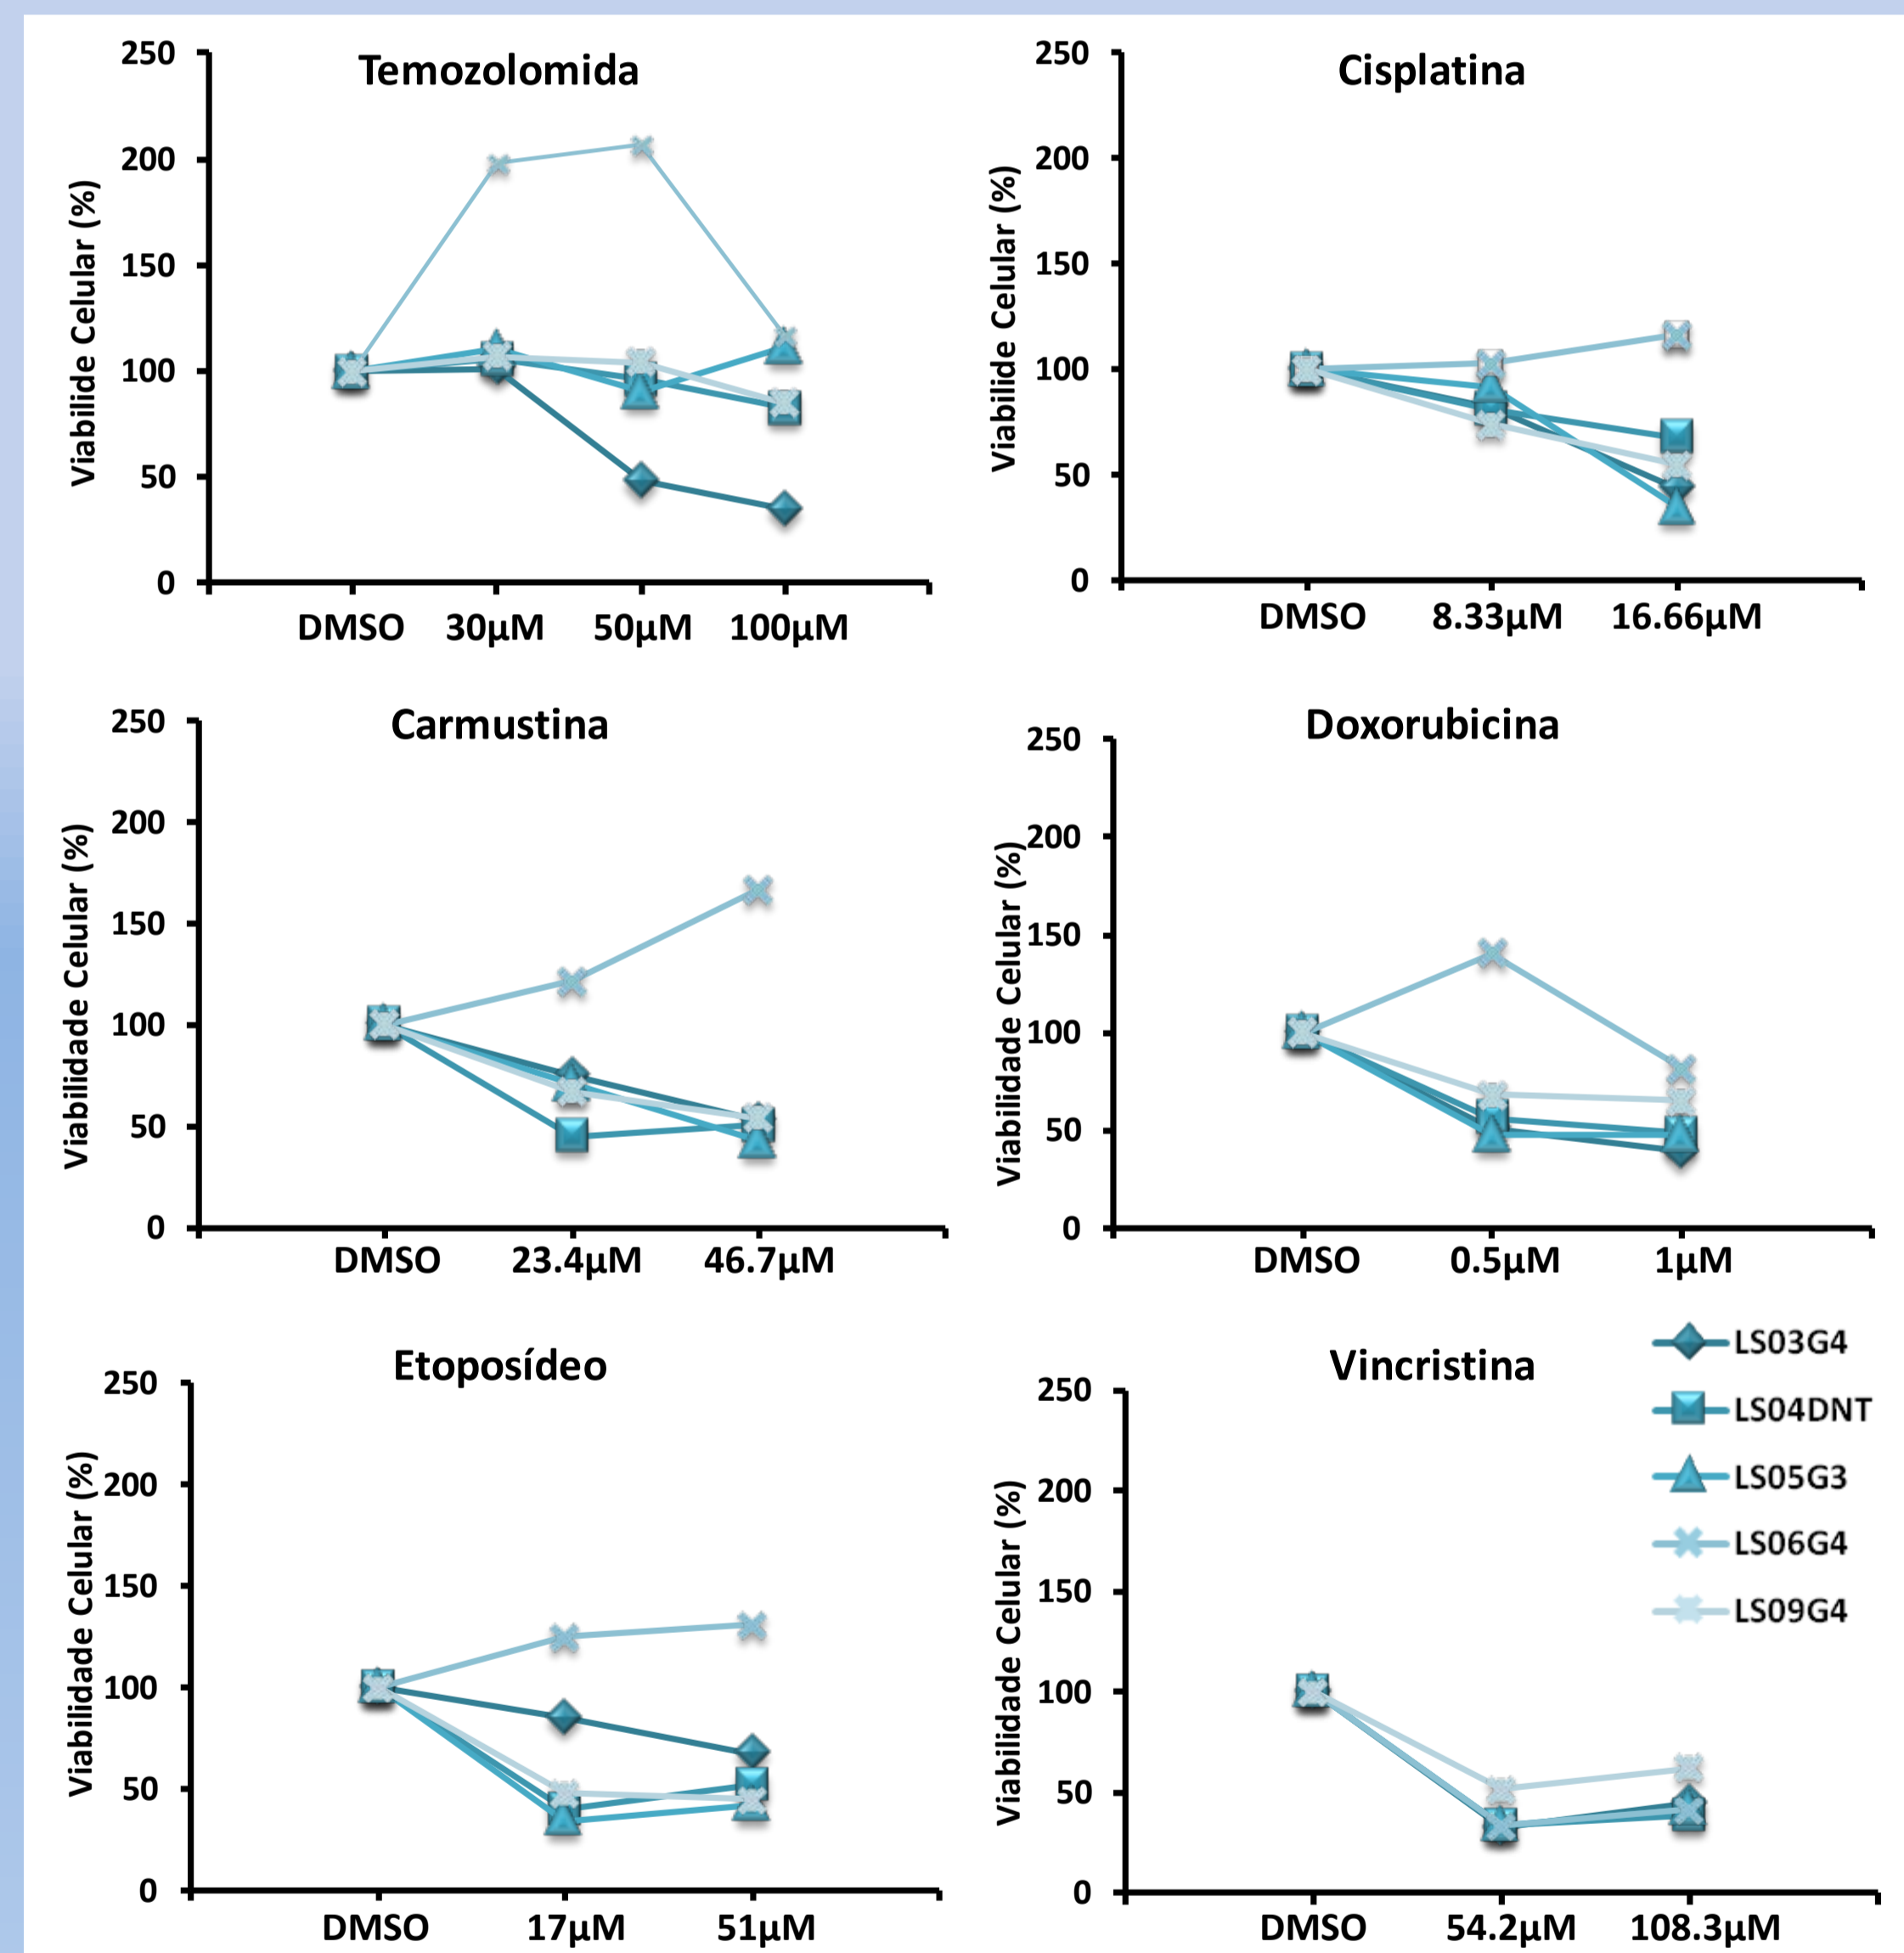 Temozolomida
Viabilide Celular (%)
250
200
150
100
50
0
DMSO 30µM 50µM 100µM
Cisplatina
Viabilide Celular (%)
250
200
150
100
50
0
DMSO 8.33µM 16.66µM
Carmustina
Viabilidade Celular (%)
250
200
150
100
50
0
DMSO 23.4µM 46.7µM
Doxorubicina
Viabilidade Celular (%)
250
200
150
100
50
0
DMSO 0.5µM 1µM
Etoposídeo
Viabilidade Celular (%)
250
200
150
100
50
0
DMSO 17µM 51µM
Vincristina
Viabilidade Celular (%)
250
200
150
100
50
0
DMSO 54.2µM 108.3µM
LS03G4
LS04DNT
LS05G3
LS06G4
LS09G4